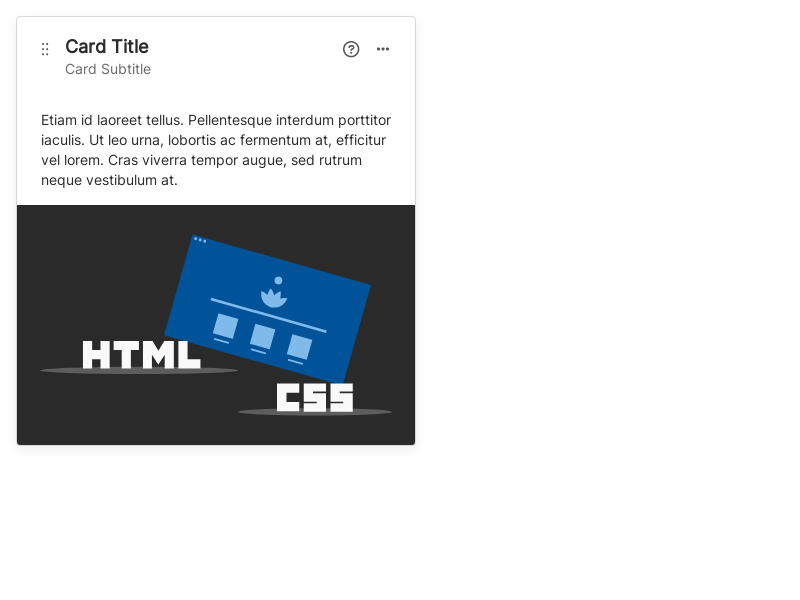 Card Title
Card Subtitle
Etiam id laoreet tellus. Pellentesque interdum porttitor
iaculis. Ut leo urna, lobortis ac fermentum at, efficitur
vel lorem. Cras viverra tempor augue, sed rutrum
neque vestibulum at.
HTML
CSS